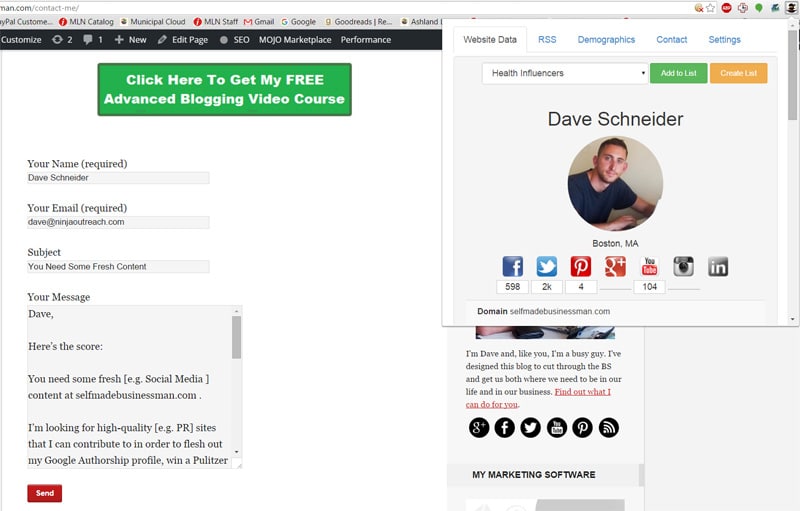 man.com/contact-me/
PayPal Custome... MLN Catalog Municipal Cloud MLN Staff Gmail Google Goodreads | Re... Ashland
Customize 2 1 New Edit Page SEO MOJO Marketplace Performance
Click Here To Get My FREE
Advanced Blogging Video Course
Your Name (required)
Dave Schneider
Your Email (required)
dave@ninjaoutreach.com
Subject
You Need Some Fresh Content
Your Message
Dave,
Here's the score:
You need some fresh [e.g. Social Media ]
content at selfmadebusinessman.com .
I'm looking for high-quality [e.g. PR] sites
that I can contribute to in order to flesh out
my Google Authorship profile, win a Pulitzer
Send
Website Data RSS Demographics Contact Settings
Health Influencers Add to List Create List
Dave Schneider
Boston, MA
598 2k 4 104
Domain selfmadebusinessman.com
I'm Dave and, like you, I'm a busy guy. I've
designed this blog to cut through the BS
and get us both where we need to be in our
life and in our business. Find out what I
can do for you.
MY MARKETING SOFTWARE